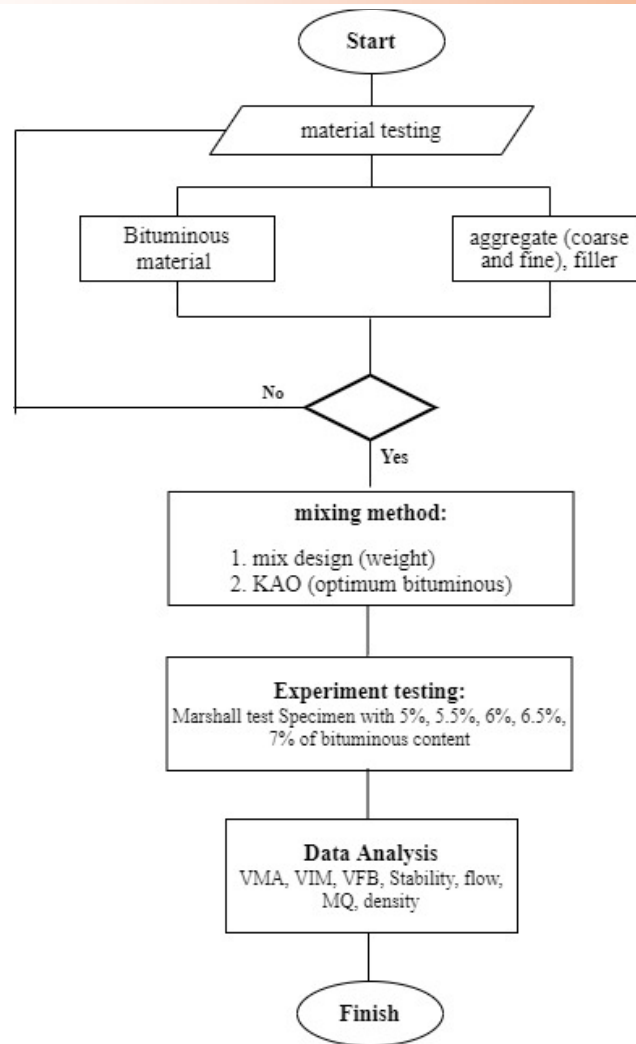 Start
material testing
Bituminous
material
aggregate (coarse
and fine), filler
No
Yes
mixing method:
1. mix design (weight)
2. KAO (optimum bituminous)
Experiment testing:
Marshall test Specimen with 5%, 5.5%, 6%, 6.5%,
7% of bituminous content
Data Analysis
VMA, VIM, VFB, Stability, flow,
MQ, density
Finish